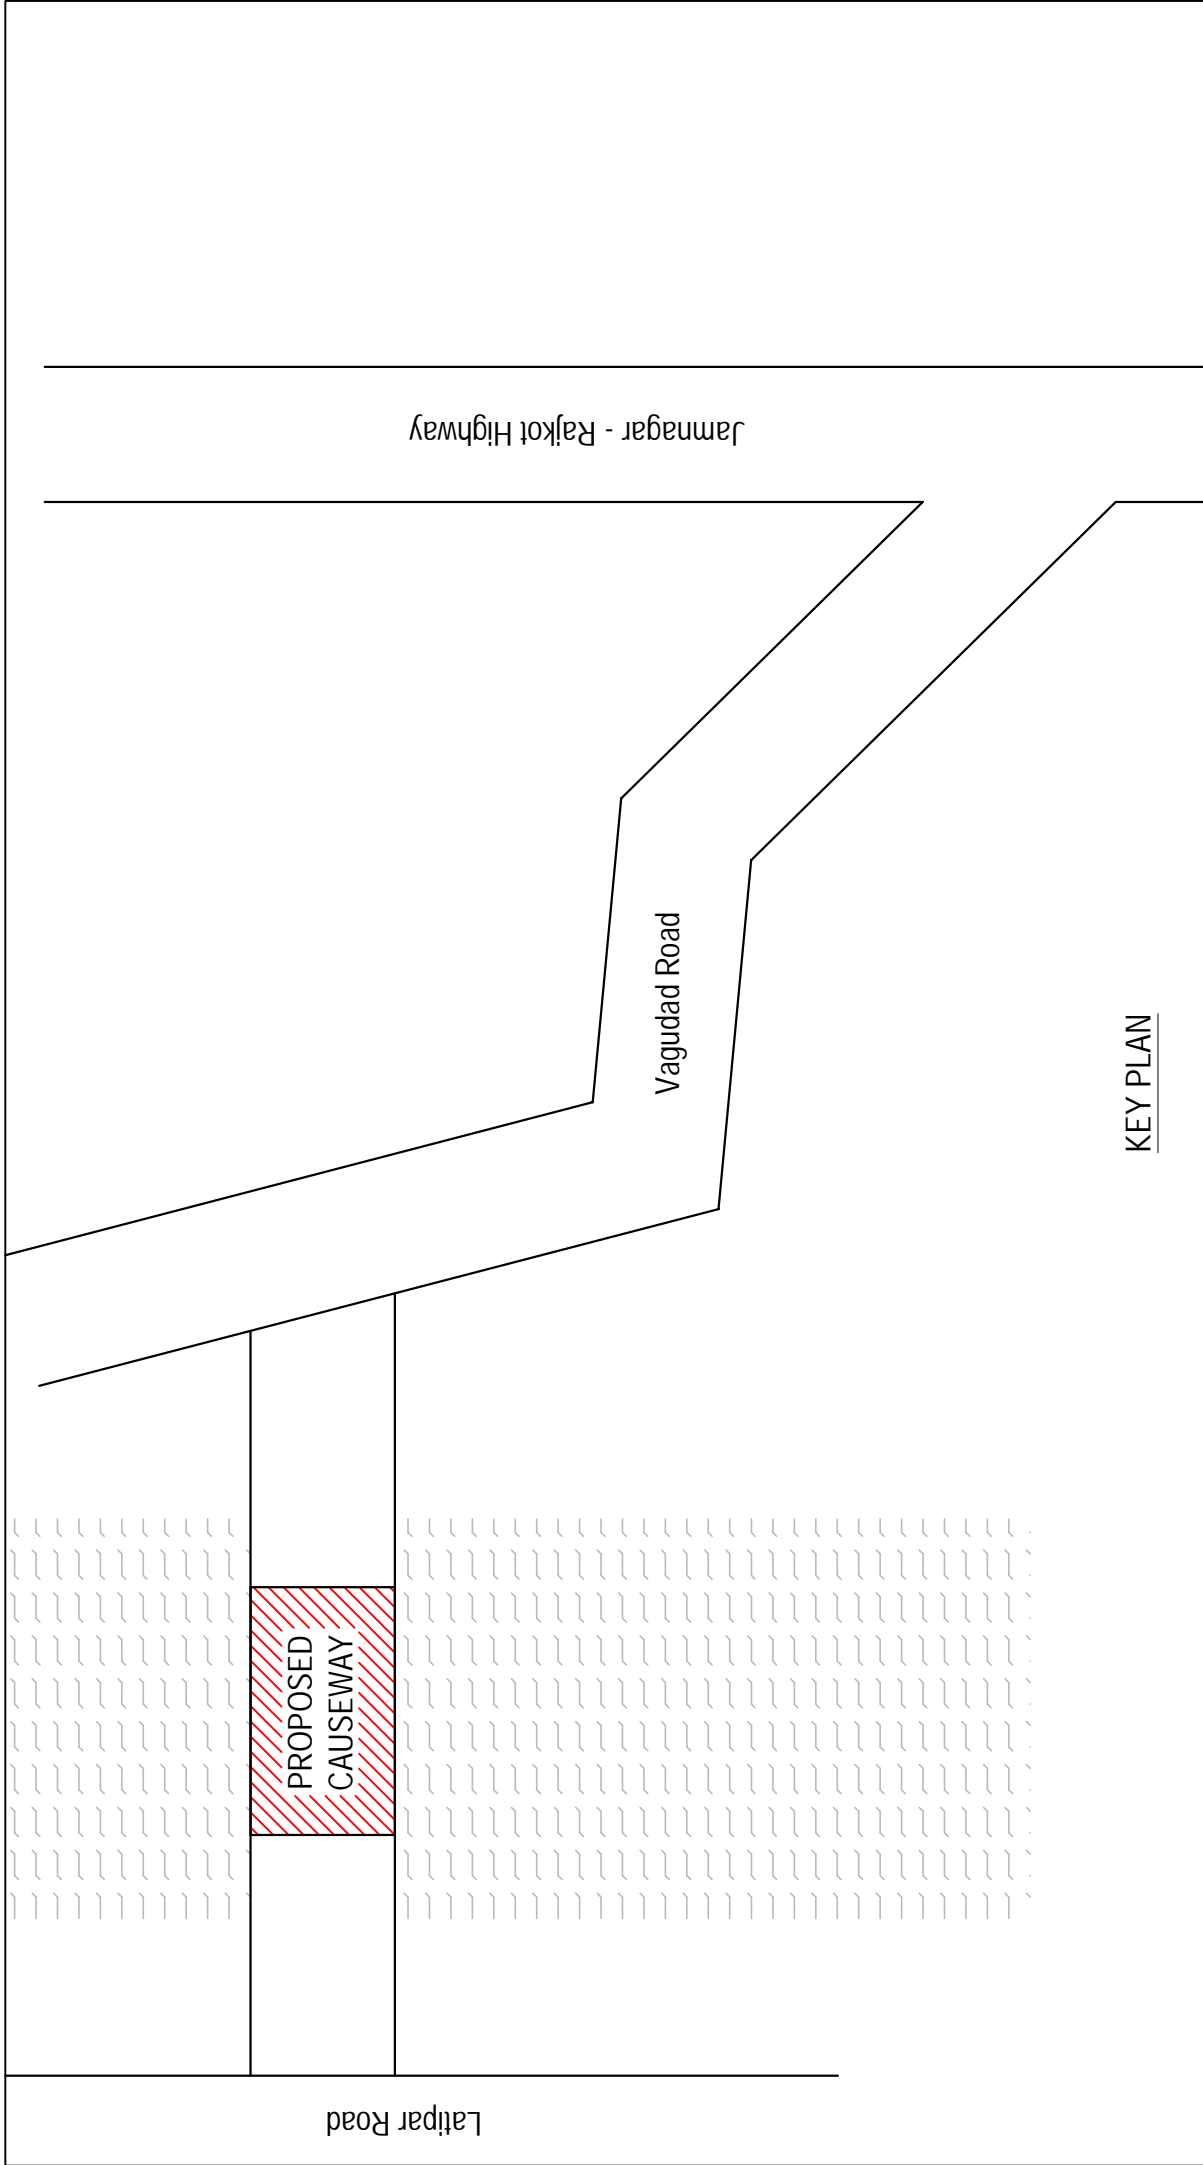 Jamnagar - Rajkot Highway
Vagudad Road
KEY PLAN
PROPOSED
CAUSEWAY
Latipar Road